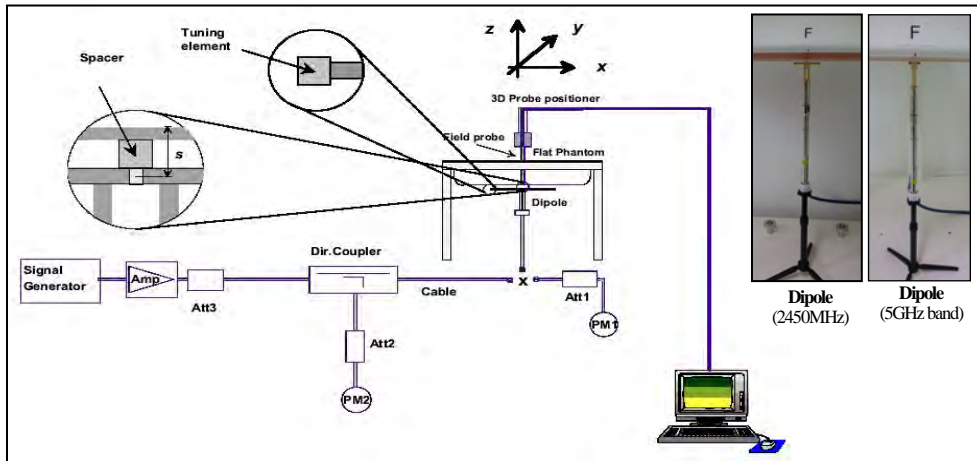 Tuning
element
Spacer
s
z
y
x
3D Probe positioner
Field probe
Flat Phantom
Dipole
Signal
Generator
Amp
Att3
Dir.Coupler
Cable
x
Att1
PM1
Att2
PM2
F
F
Dipole
(2450MHz)
Dipole
(5GHz band)